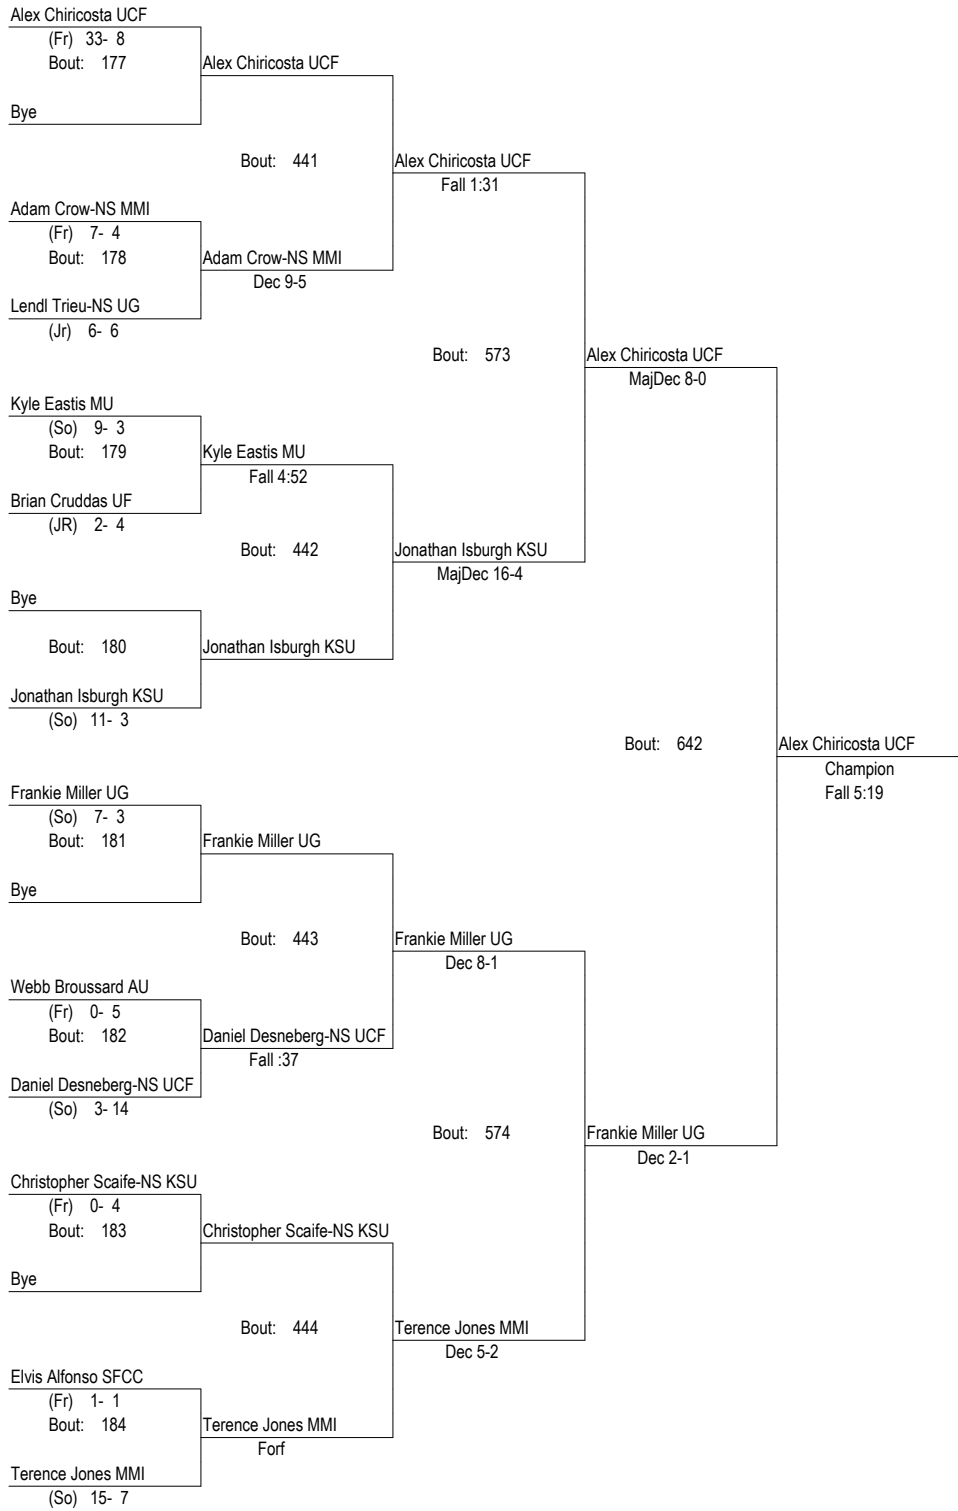 Alex Chiricosta UCF
(Fr) 33- 8
Bout: 177
Alex Chiricosta UCF
Bye
Bout: 441
Alex Chiricosta UCF
Fall 1:31
Adam Crow-NS MMI
(Fr) 7- 4
Bout: 178
Adam Crow-NS MMI
Dec 9-5
Lendl Trieu-NS UG
(Jr) 6- 6
Bout: 573
Alex Chiricosta UCF
MajDec 8-0
Kyle Eastis MU
(So) 9- 3
Bout: 179
Kyle Eastis MU
Fall 4:52
Brian Cruddas UF
(JR) 2- 4
Bout: 442
Jonathan Isburgh KSU
MajDec 16-4
Bye
Bout: 180
Jonathan Isburgh KSU
Jonathan Isburgh KSU
(So) 11- 3
Bout: 642
Alex Chiricosta UCF
Champion
Fall 5:19
Frankie Miller UG
(So) 7- 3
Bout: 181
Frankie Miller UG
Bye
Bout: 443
Frankie Miller UG
Dec 8-1
Webb Broussard AU
(Fr) 0- 5
Bout: 182
Daniel Desneberg-NS UCF
Fall :37
Daniel Desneberg-NS UCF
(So) 3- 14
Bout: 574
Frankie Miller UG
Dec 2-1
Christopher Scaife-NS KSU
(Fr) 0- 4
Bout: 183
Christopher Scaife-NS KSU
Bye
Bout: 444
Terence Jones MMI
Dec 5-2
Elvis Alfonso SFCC
(Fr) 1- 1
Bout: 184
Terence Jones MMI
Forf
Terence Jones MMI
(So) 15- 7